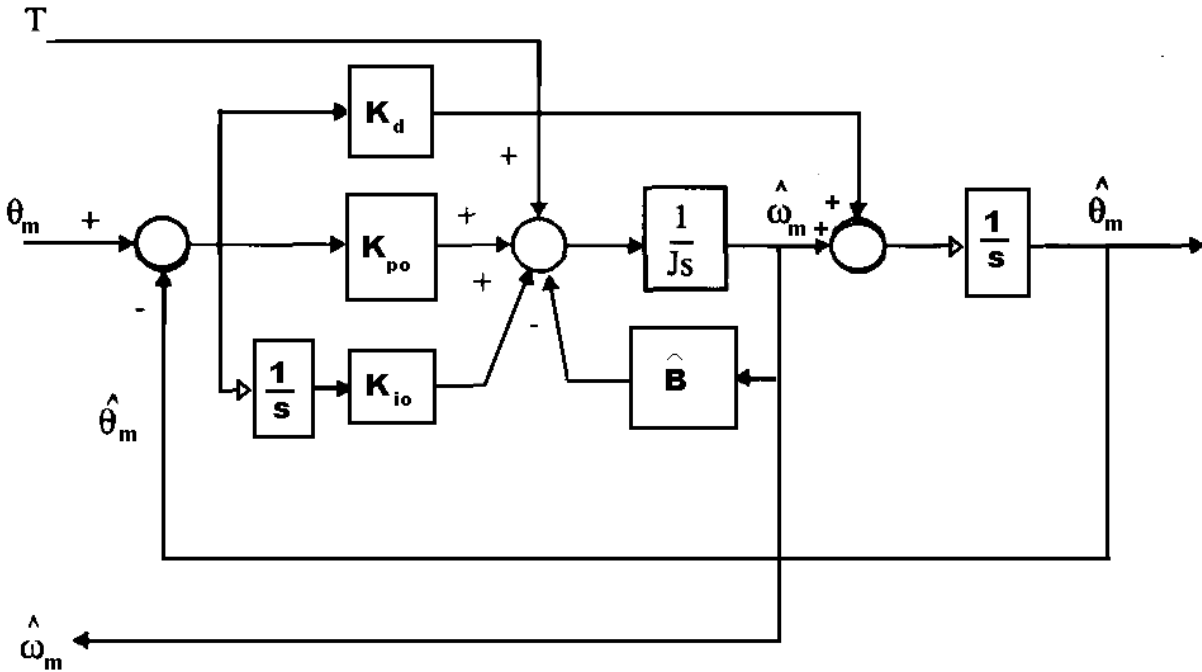 T
K_d
+
θ_m +
K_po
+
+
1/Js
ω̂_m
+
+
1/s
θ̂_m
-
-
1/s
K_io
B̂
θ̂_m
ω̂_m